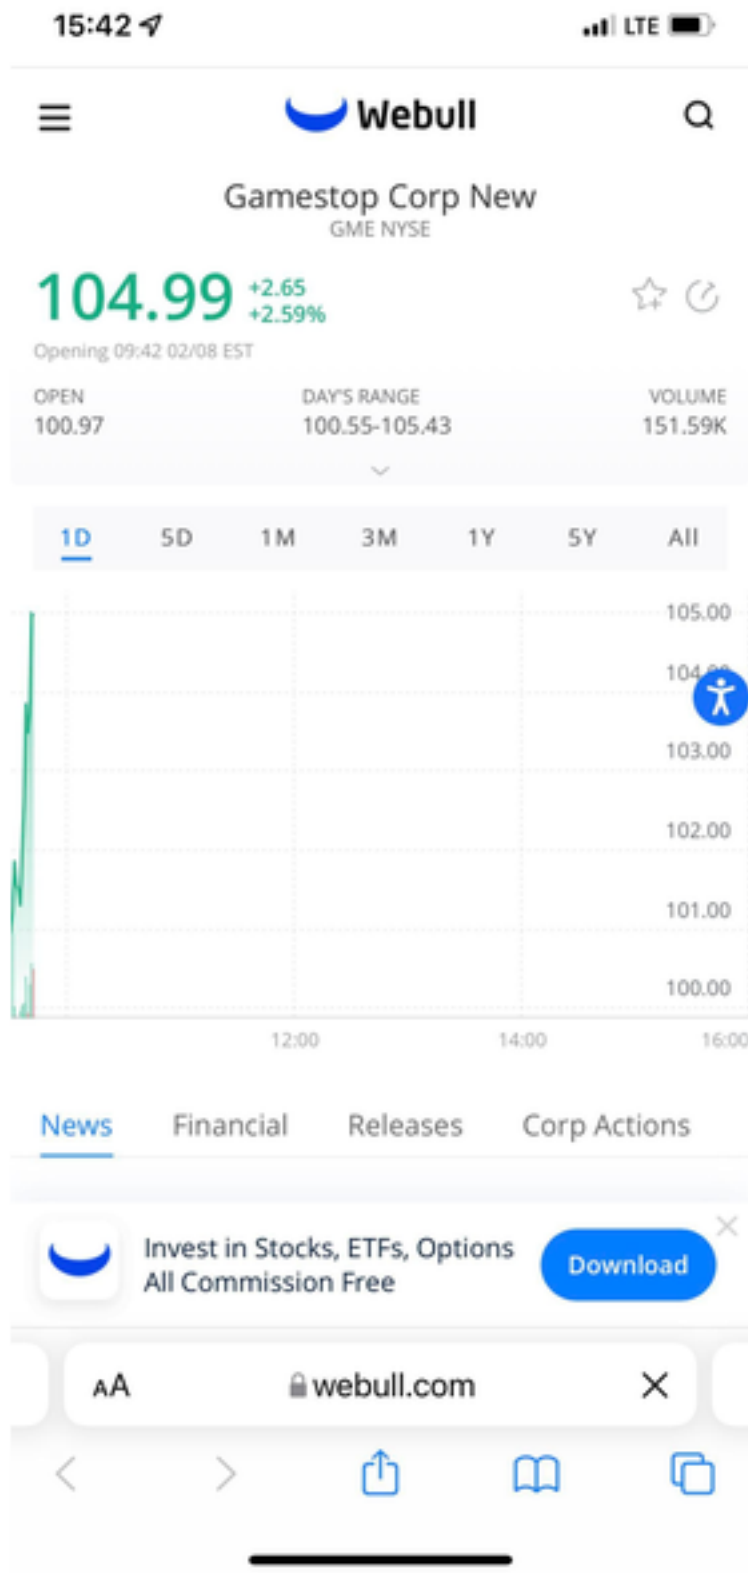 15:42 LTE
Webull
Gamestop Corp New
GME NYSE
104.99 +2.65
+2.59%
Opening 09:42 02/08 EST
OPEN DAY'S RANGE VOLUME
100.97 100.55-105.43 151.59K
1D 5D 1M 3M 1Y 5Y All
105.00
104
103.00
102.00
101.00
100.00
12:00 14:00 16:00
News Financial Releases Corp Actions
Invest in Stocks, ETFs, Options
All Commission Free
Download
AA webull.com